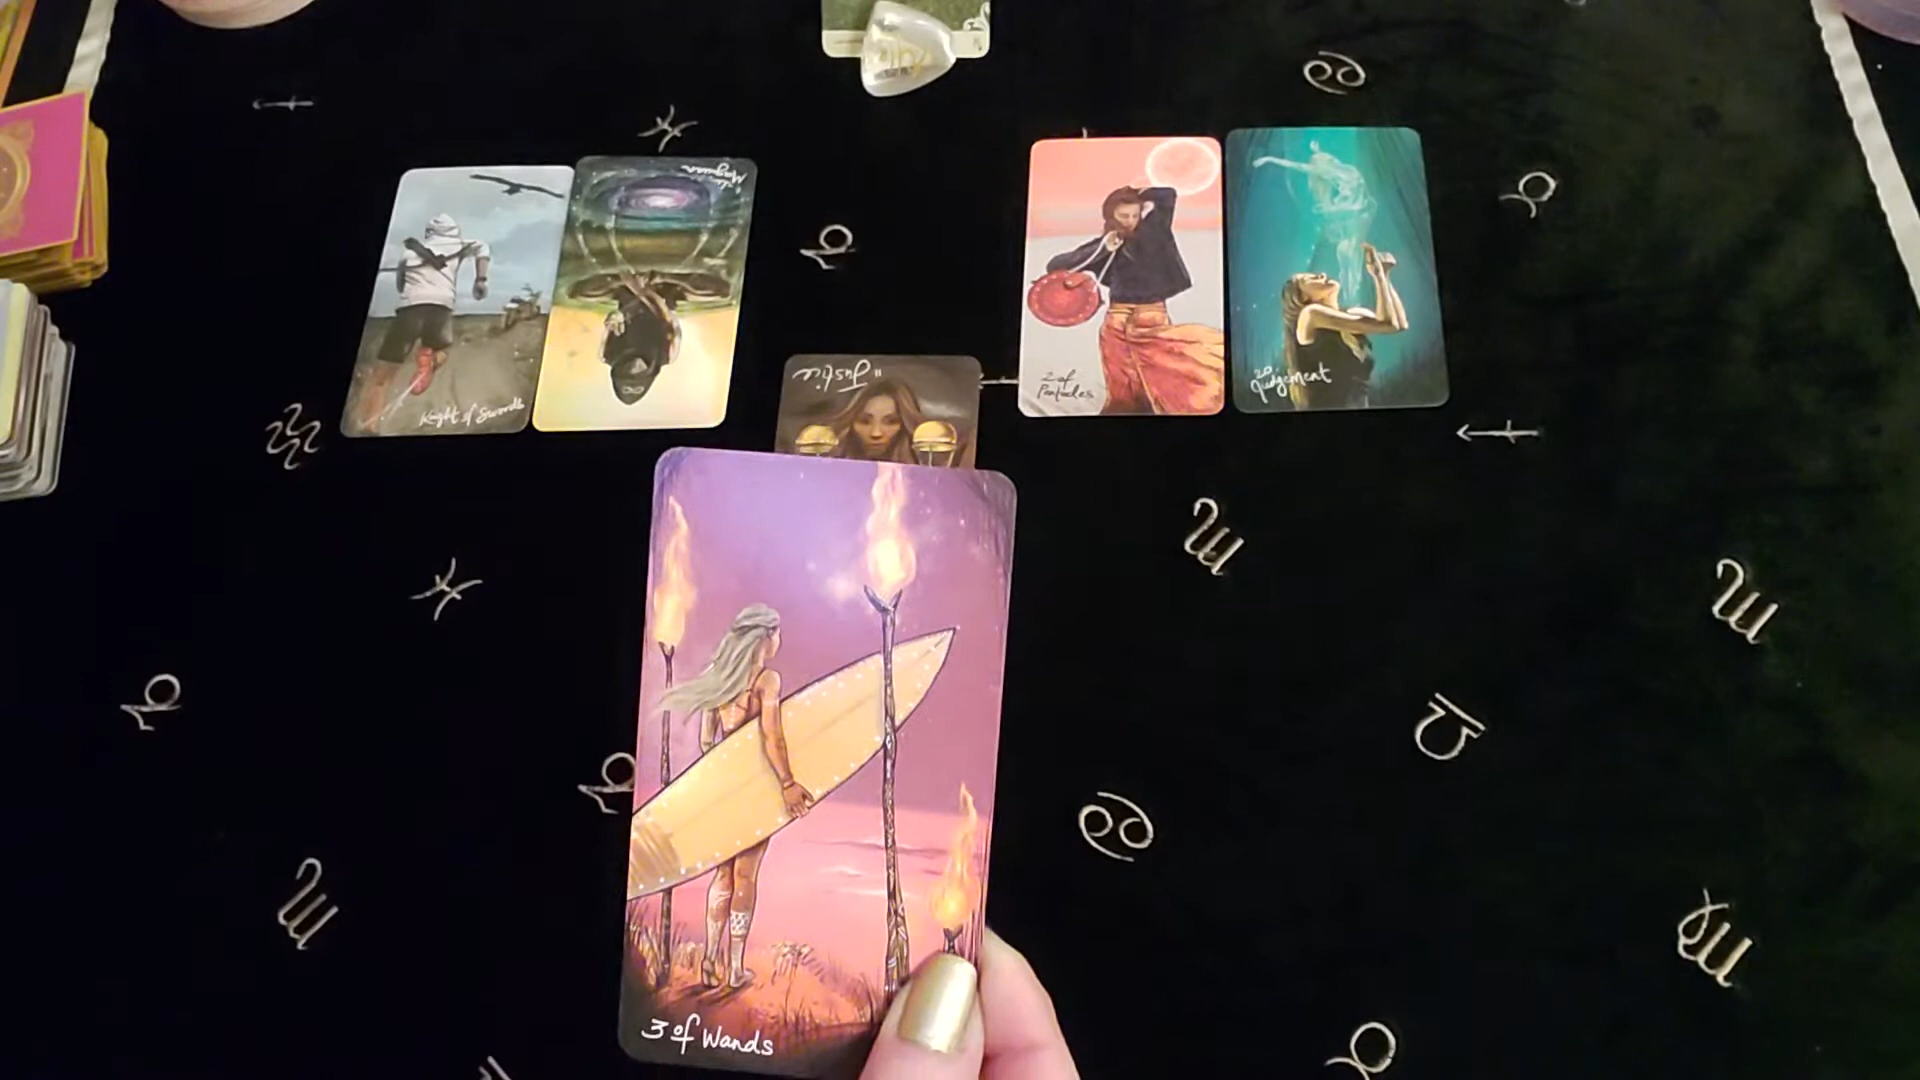 Knight of Swords
Magician
11 Justice
2 of
Pentacles
20
Judgement
3 of Wands